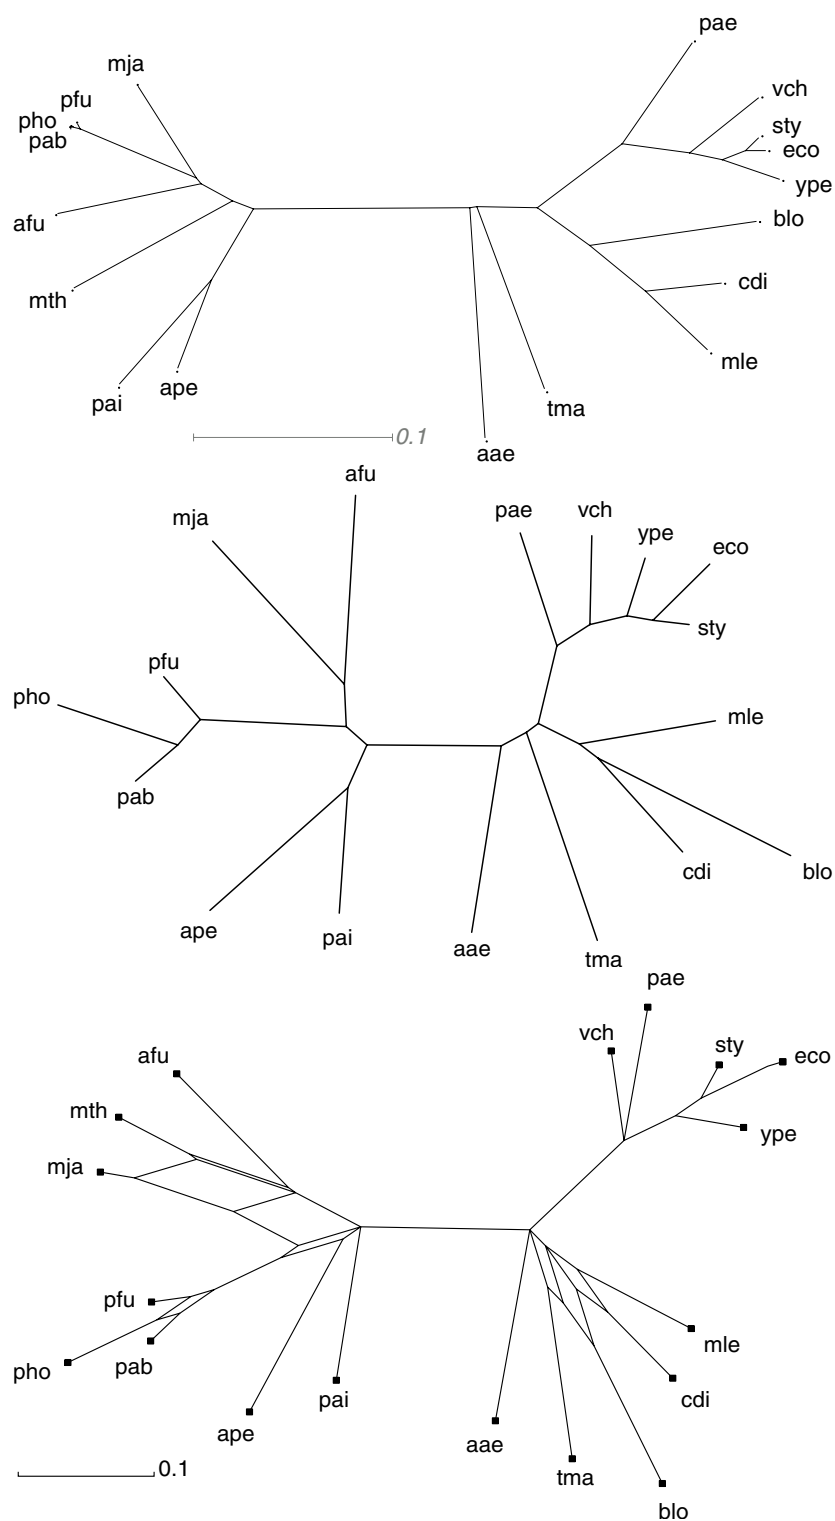 pae
mja
vch
pfu
pho
sty
pab
eco
ype
afu
blo
cdi
mth
mle
ape
pai
tma
0.1
aae
afu
pae
vch
mja
ype
eco
sty
pfu
pho
mle
pab
cdi
blo
ape
pai
aae
tma
pae
vch
sty
afu
eco
mth
ype
mja
pfu
mle
pab
pho
pai
cdi
ape
aae
0.1
tma
blo